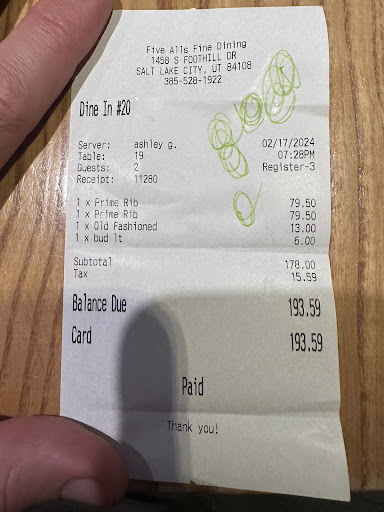 Five Alls Fine Dining
1458 S FOOTHILL DR
SALT LAKE CITY, UT 84108
385-528-1922
Dine In #20
Server: ashley g. 02/17/2024
Table: 19 07:28PM
Guests: 2 Register-3
Receipt: 11280
1 x Prime Rib 79.50
1 x Prime Rib 79.50
1 x Old Fashioned 13.00
1 x bud lt 6.00
Subtotal 178.00
Tax 15.59
Balance Due 193.59
Card 193.59
Paid
Thank you!